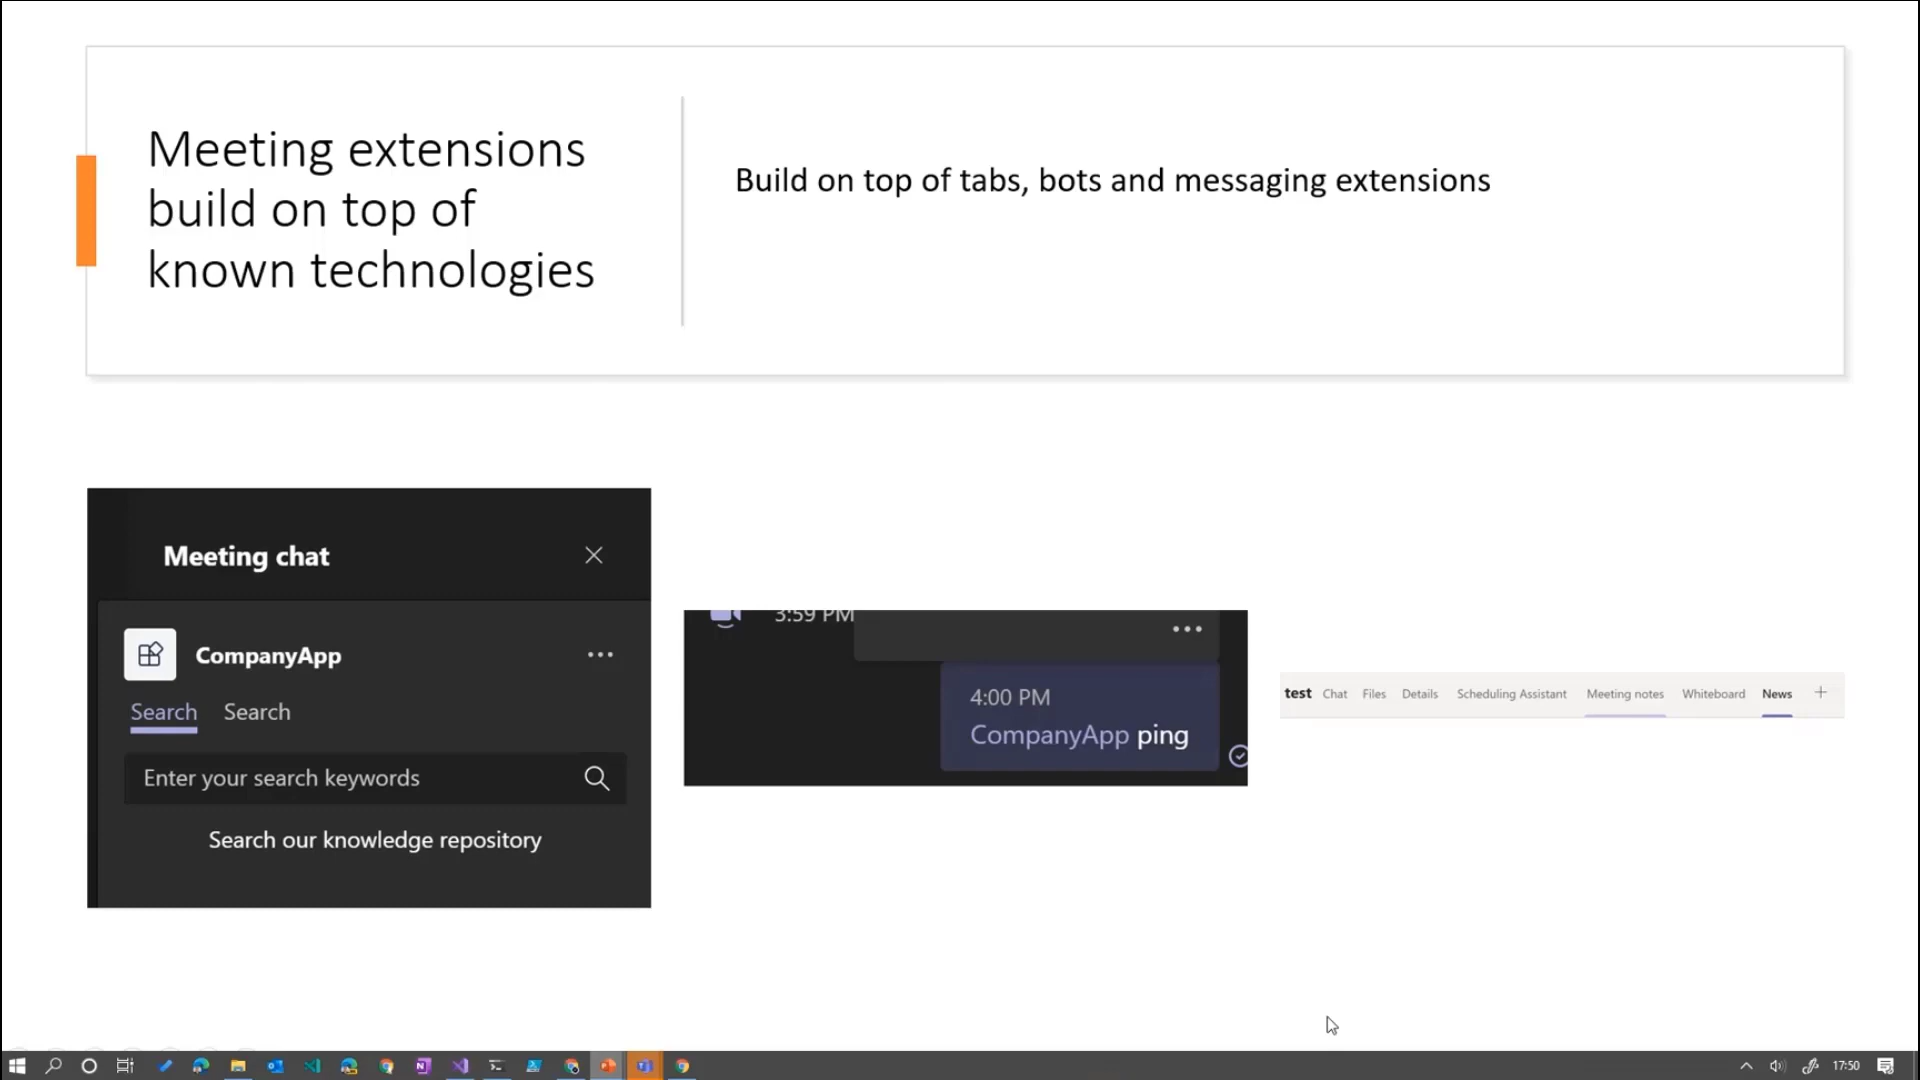 Meeting extensions
build on top of
known technologies
Build on top of tabs, bots and messaging extensions
Meeting chat
CompanyApp
Search Search
Enter your search keywords
Search our knowledge repository
3:59 PM
4:00 PM
CompanyApp ping
test Chat Files Details Scheduling Assistant Meeting notes Whiteboard News
17:50